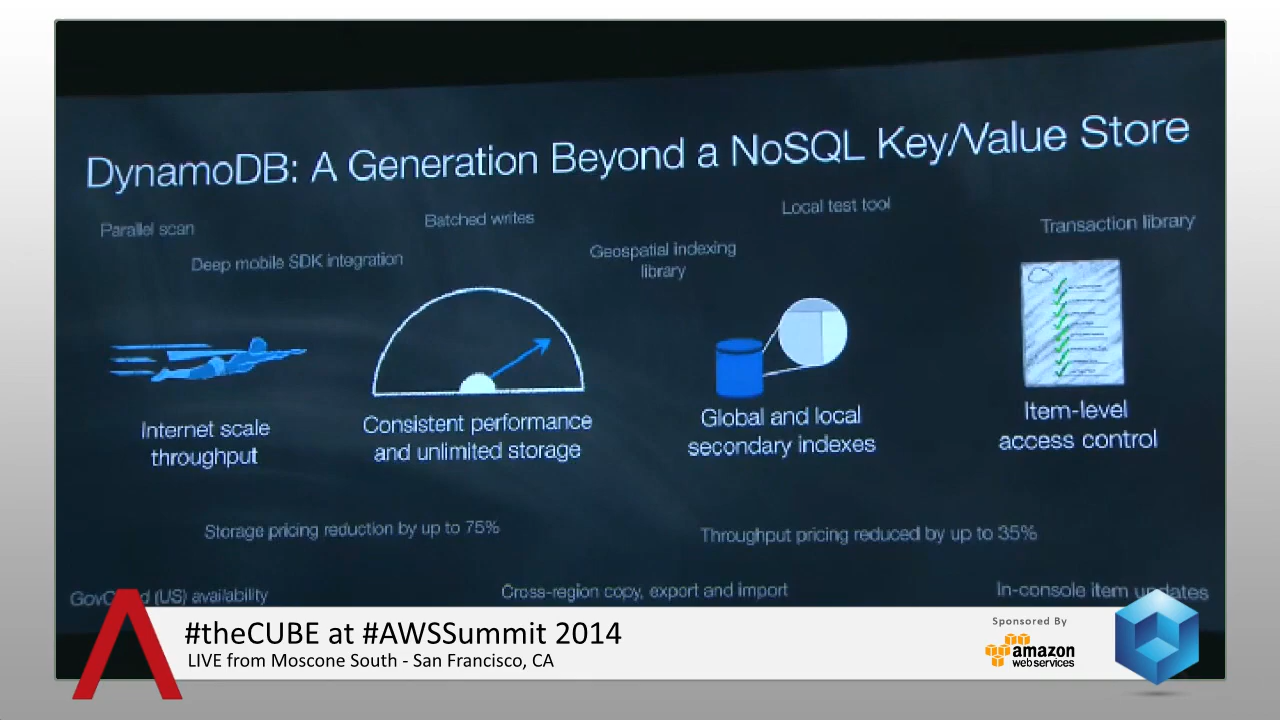 DynamoDB: A Generation Beyond a NoSQL Key/Value Store
Parallel scan
Batched writes
Local test tool
Transaction library
Deep mobile SDK integration
Geospatial indexing
library
Internet scale
throughput
Consistent performance
and unlimited storage
Global and local
secondary indexes
Item-level
access control
Storage pricing reduction by up to 75%
Throughput pricing reduced by up to 35%
(US) availability
Cross-region copy, export and import
In-console item updates
#theCUBE at #AWSSummit 2014
LIVE from Moscone South - San Francisco, CA
Sponsored By
amazon
web services